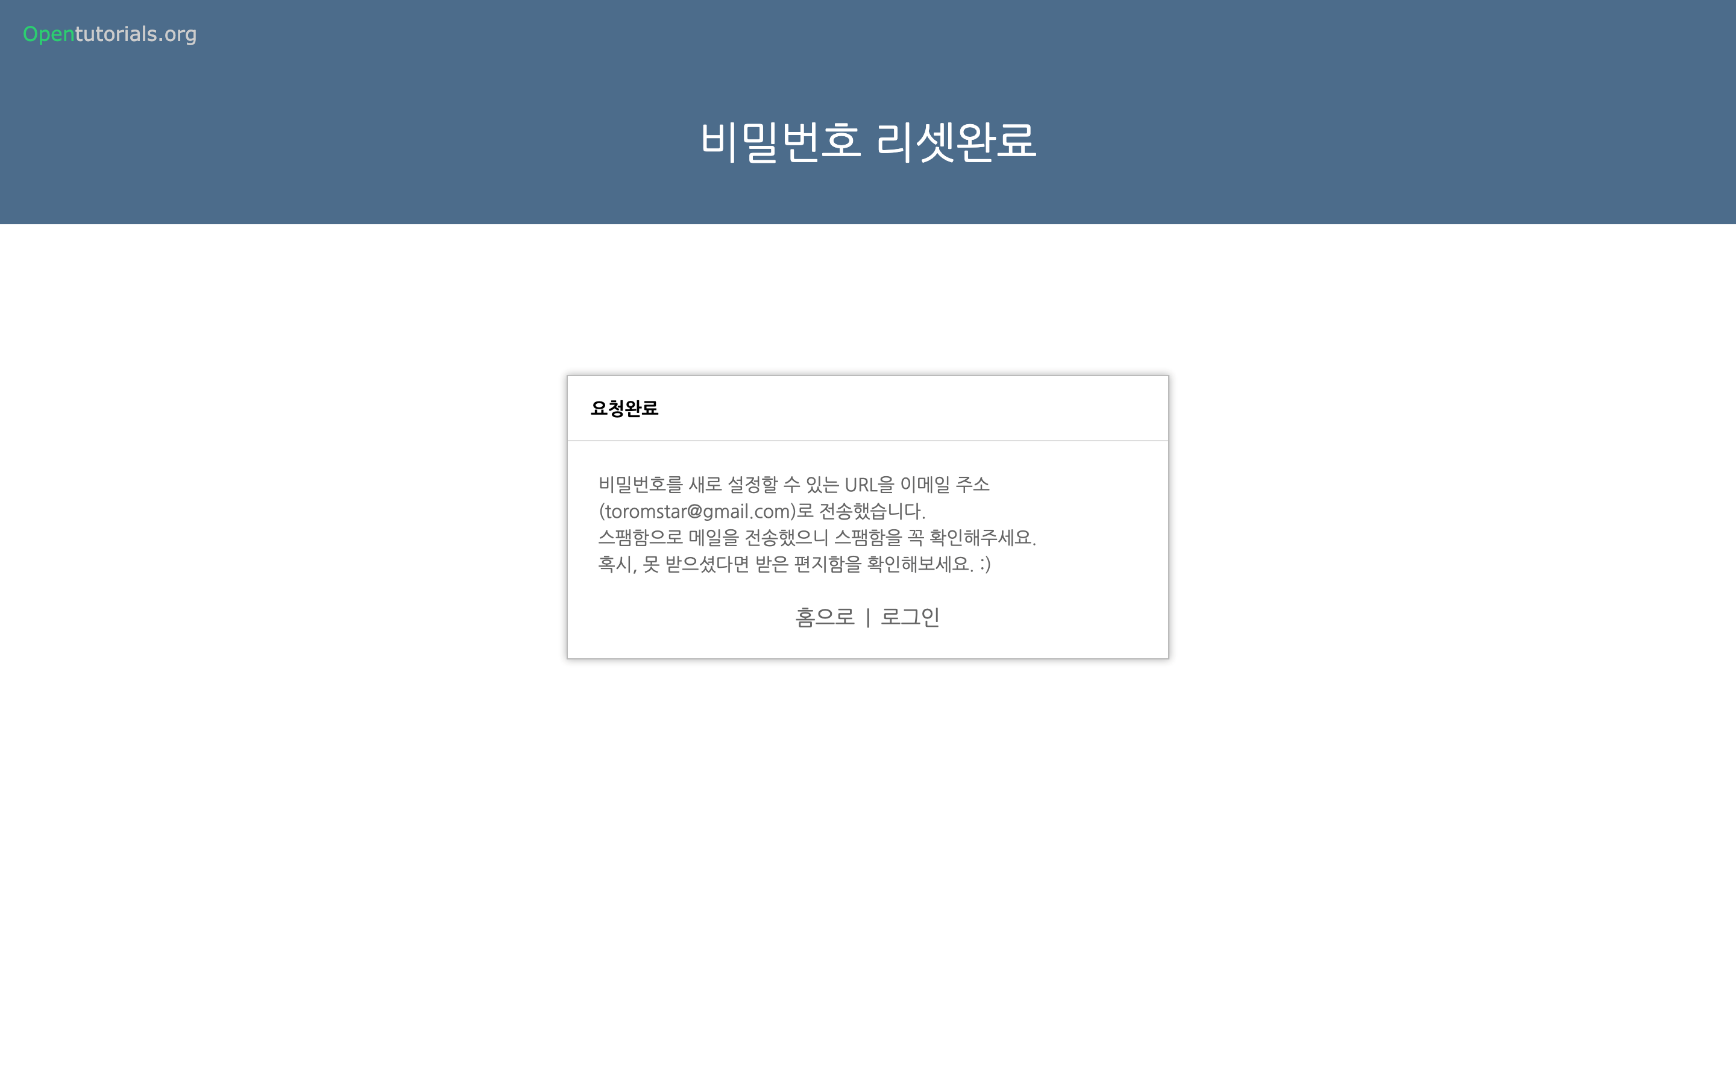 Opentutorials.org
비밀번호 리셋완료
요청완료
비밀번호를 새로 설정할 수 있는 URL을 이메일 주소
(toromstar@gmail.com)로 전송했습니다.
스팸함으로 메일을 전송했으니 스팸함을 꼭 확인해주세요.
혹시, 못 받으셨다면 받은 편지함을 확인해보세요. :)
홈으로 | 로그인